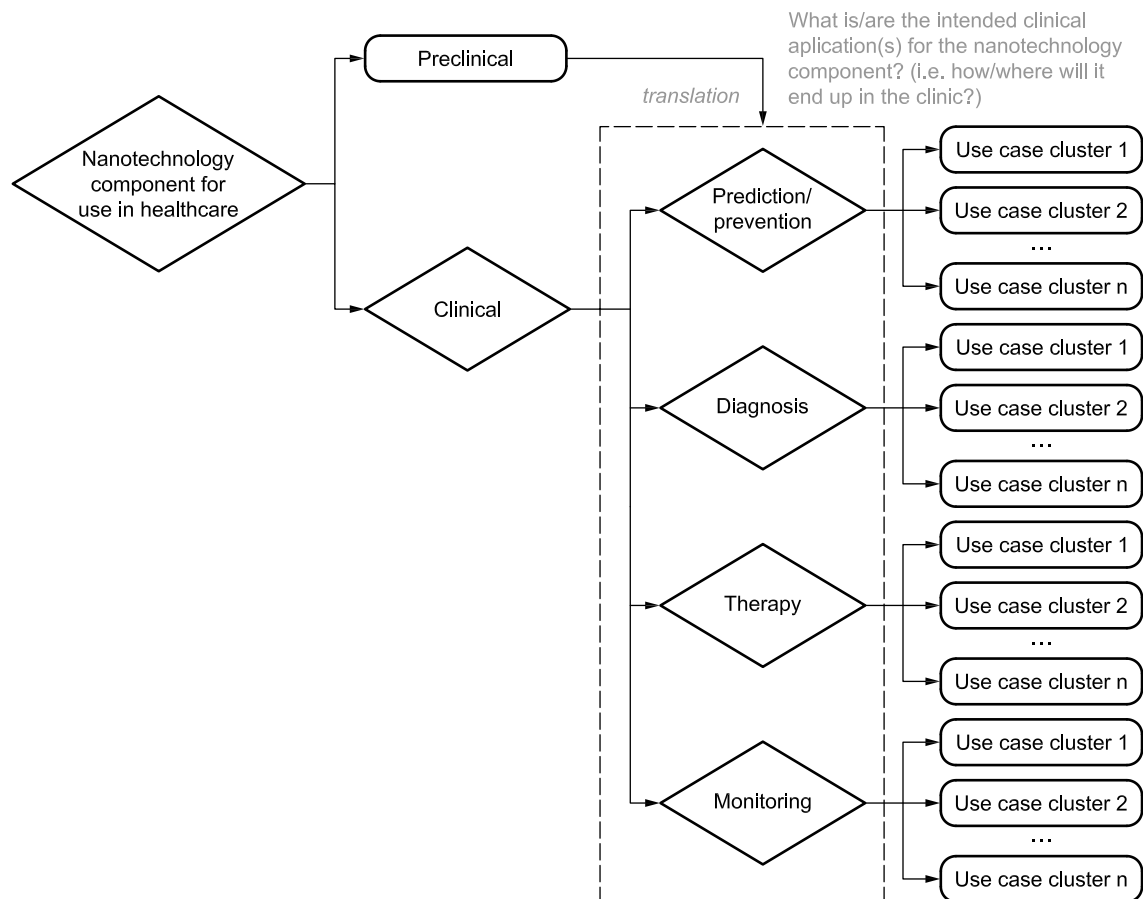 What is/are the intended clinical
aplication(s) for the nanotechnology
component? (i.e. how/where will it
end up in the clinic?)
Preclinical
translation
Nanotechnology
component for
use in healthcare
Clinical
Prediction/
prevention
Use case cluster 1
Use case cluster 2
...
Use case cluster n
Diagnosis
Use case cluster 1
Use case cluster 2
...
Use case cluster n
Therapy
Use case cluster 1
Use case cluster 2
...
Use case cluster n
Monitoring
Use case cluster 1
Use case cluster 2
...
Use case cluster n